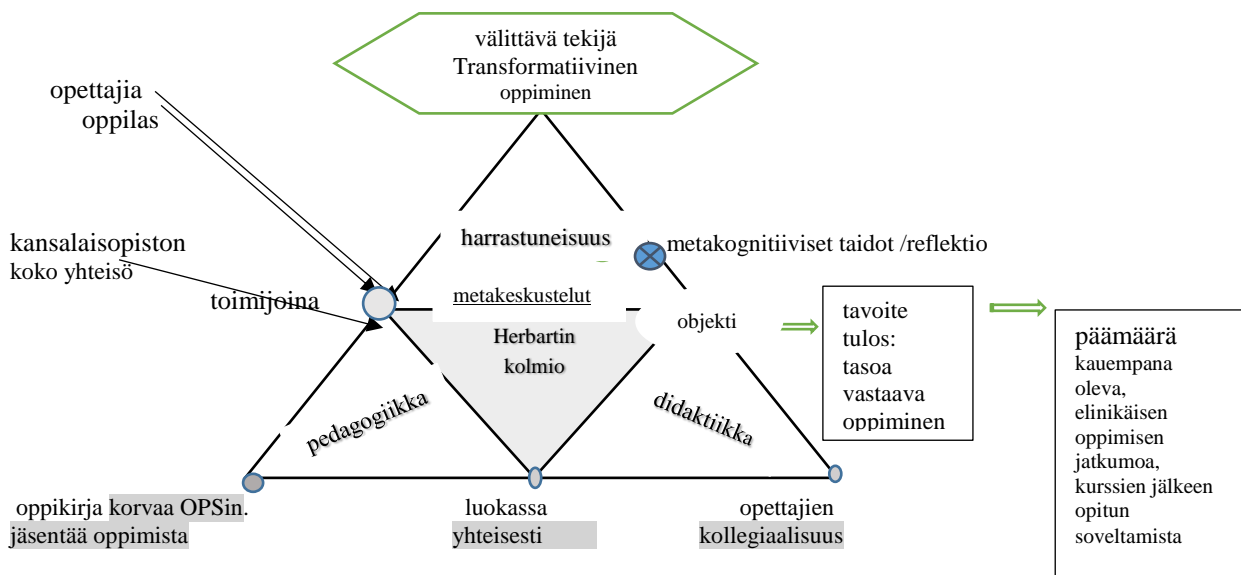 välittävä tekijä
Transformatiivinen
oppiminen
opettajia
oppilas
kansalaisopiston
koko yhteisö
toimijoina
harrastuneisuus
metakognitiiviset taidot /reflektio
metakeskustelut
objekti
Herbartin
kolmio
pedagogiikka
didaktiikka
tavoite
tulos:
tasoa
vastaava
oppiminen
päämäärä
kauempana
oleva,
elinikäisen
oppimisen
jatkumoa,
kurssien jälkeen
opitun
soveltamista
oppikirja korvaa OPSin.
jäsentää oppimista
luokassa
yhteisesti
opettajien
kollegiaalisuus